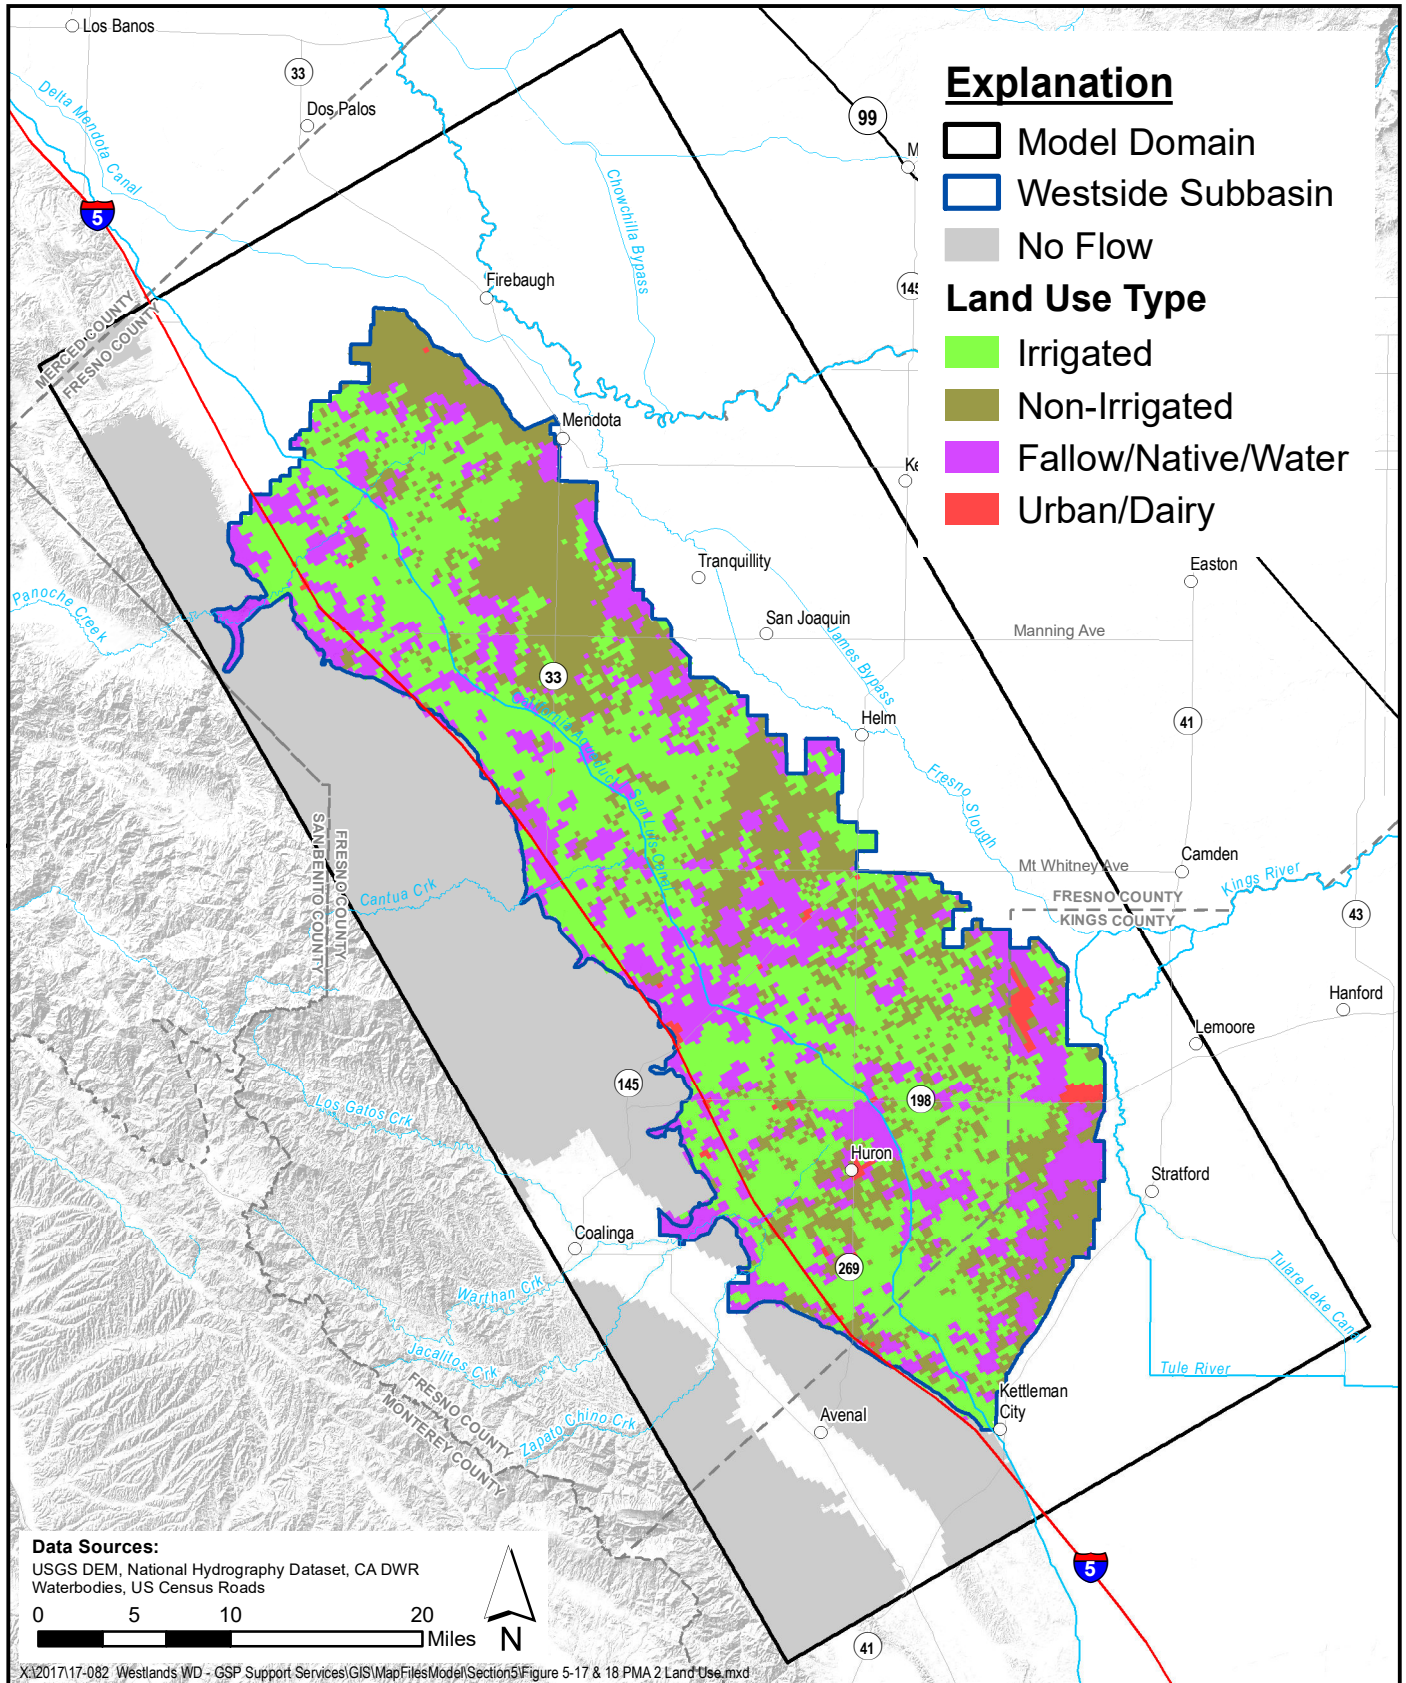 Los Banos
33
Dos Palos
Delta Mendota Canal
99
M
Explanation
Model Domain
Westside Subbasin
No Flow
Land Use Type
Irrigated
Non-Irrigated
Fallow/Native/Water
Urban/Dairy
5
Chowchilla Bypass
145
Firebaugh
MERCED COUNTY
FRESNO COUNTY
Mendota
Ke
Tranquillity
Easton
Panoche Creek
San Joaquin
Manning Ave
James Bypass
33
41
Helm
California Aqueduct San Luis Canal
Fresno Slough
SAN BENITO COUNTY
FRESNO COUNTY
Cantua Crk
Mt Whitney Ave
Camden
Kings River
FRESNO COUNTY
KINGS COUNTY
43
Hanford
Lemoore
145
198
Los Gatos Crk
Huron
Stratford
Coalinga
269
Warthan Crk
Tulare Lake Canal
Jacalitos Crk
Tule River
FRESNO COUNTY
MONTEREY COUNTY
Kettleman
City
Avenal
Zapato Chino Crk
5
41
Data Sources:
USGS DEM, National Hydrography Dataset, CA DWR
Waterbodies, US Census Roads
0 5 10 20
Miles
N
X:\2017\17-082 Westlands WD - GSP Support Services\GIS\MapFilesModel\Section5\Figure 5-17 & 18 PMA 2 Land Use.mxd